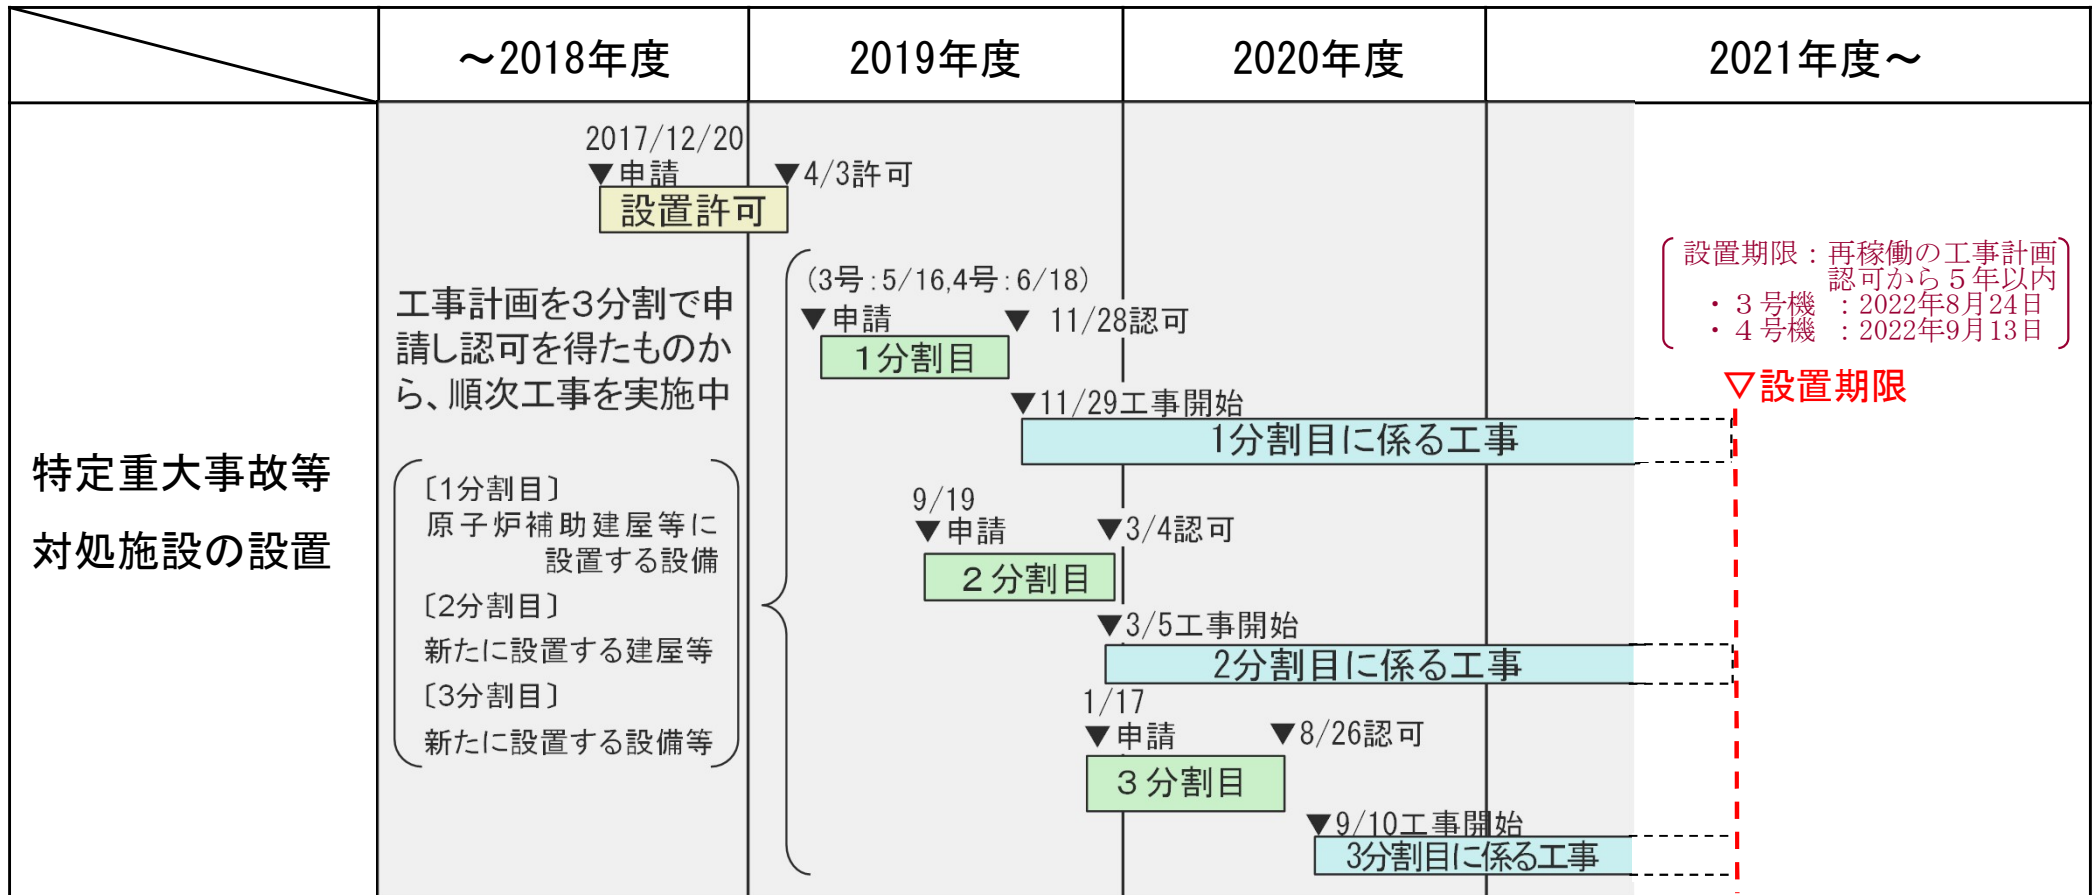 ～2018年度
2019年度
2020年度
2021年度～
特定重大事故等
対処施設の設置
2017/12/20
▼申請
▼4/3許可
設置許可
工事計画を3分割で申
請し認可を得たものか
ら、順次工事を実施中
〔1分割目〕
原子炉補助建屋等に
設置する設備
〔2分割目〕
新たに設置する建屋等
〔3分割目〕
新たに設置する設備等
(3号:5/16,4号:6/18)
▼申請
▼ 11/28認可
1分割目
▼11/29工事開始
1分割目に係る工事
9/19
▼申請
▼3/4認可
2分割目
▼3/5工事開始
2分割目に係る工事
1/17
▼申請
▼8/26認可
3分割目
▼9/10工事開始
3分割目に係る工事
設置期限：再稼働の工事計画
認可から５年以内
・３号機 ：2022年8月24日
・４号機 ：2022年9月13日
▽設置期限